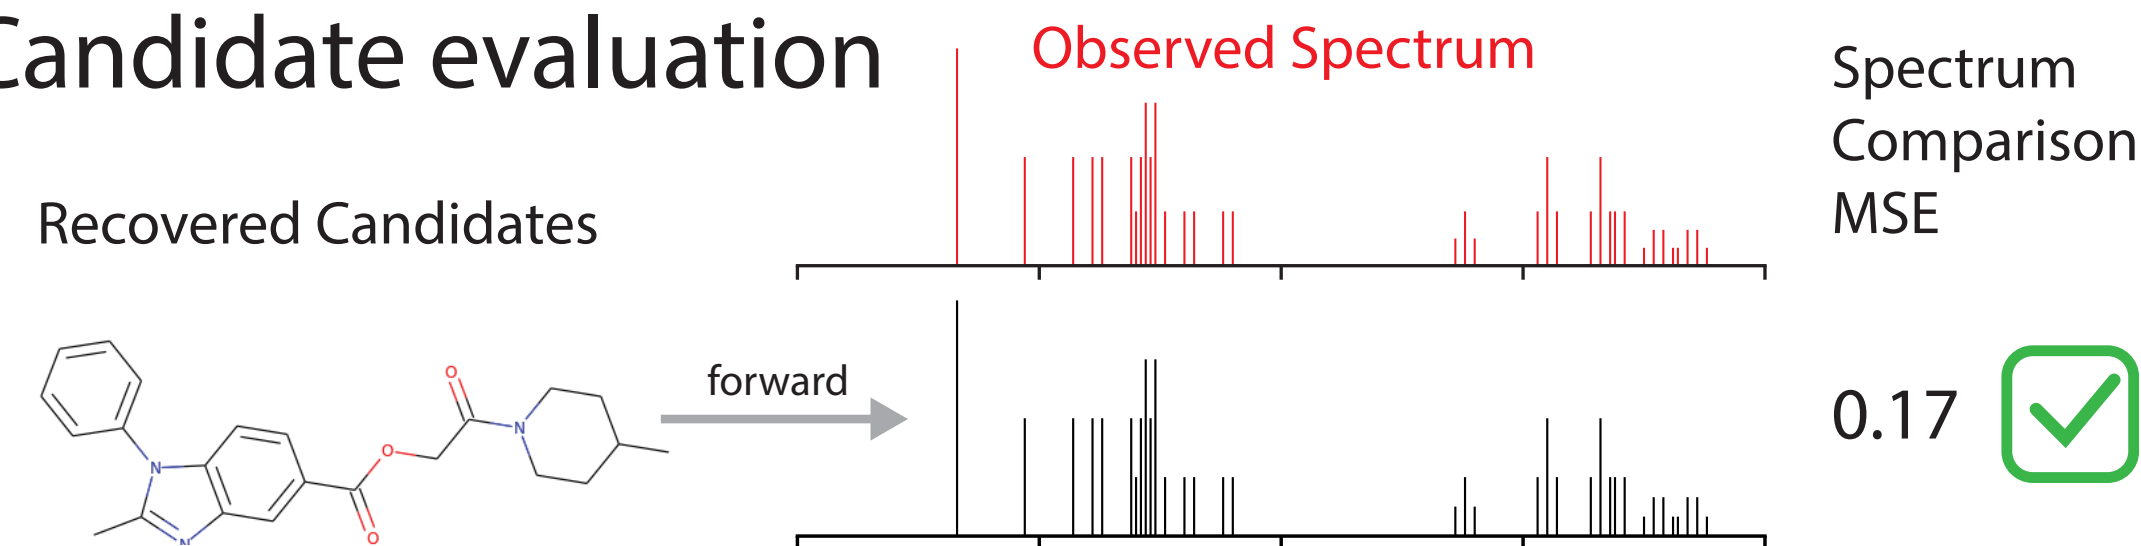 Candidate evaluation
Observed Spectrum
Spectrum
Comparison
MSE
Recovered Candidates
forward
0.17
O
N
O
N
O
N